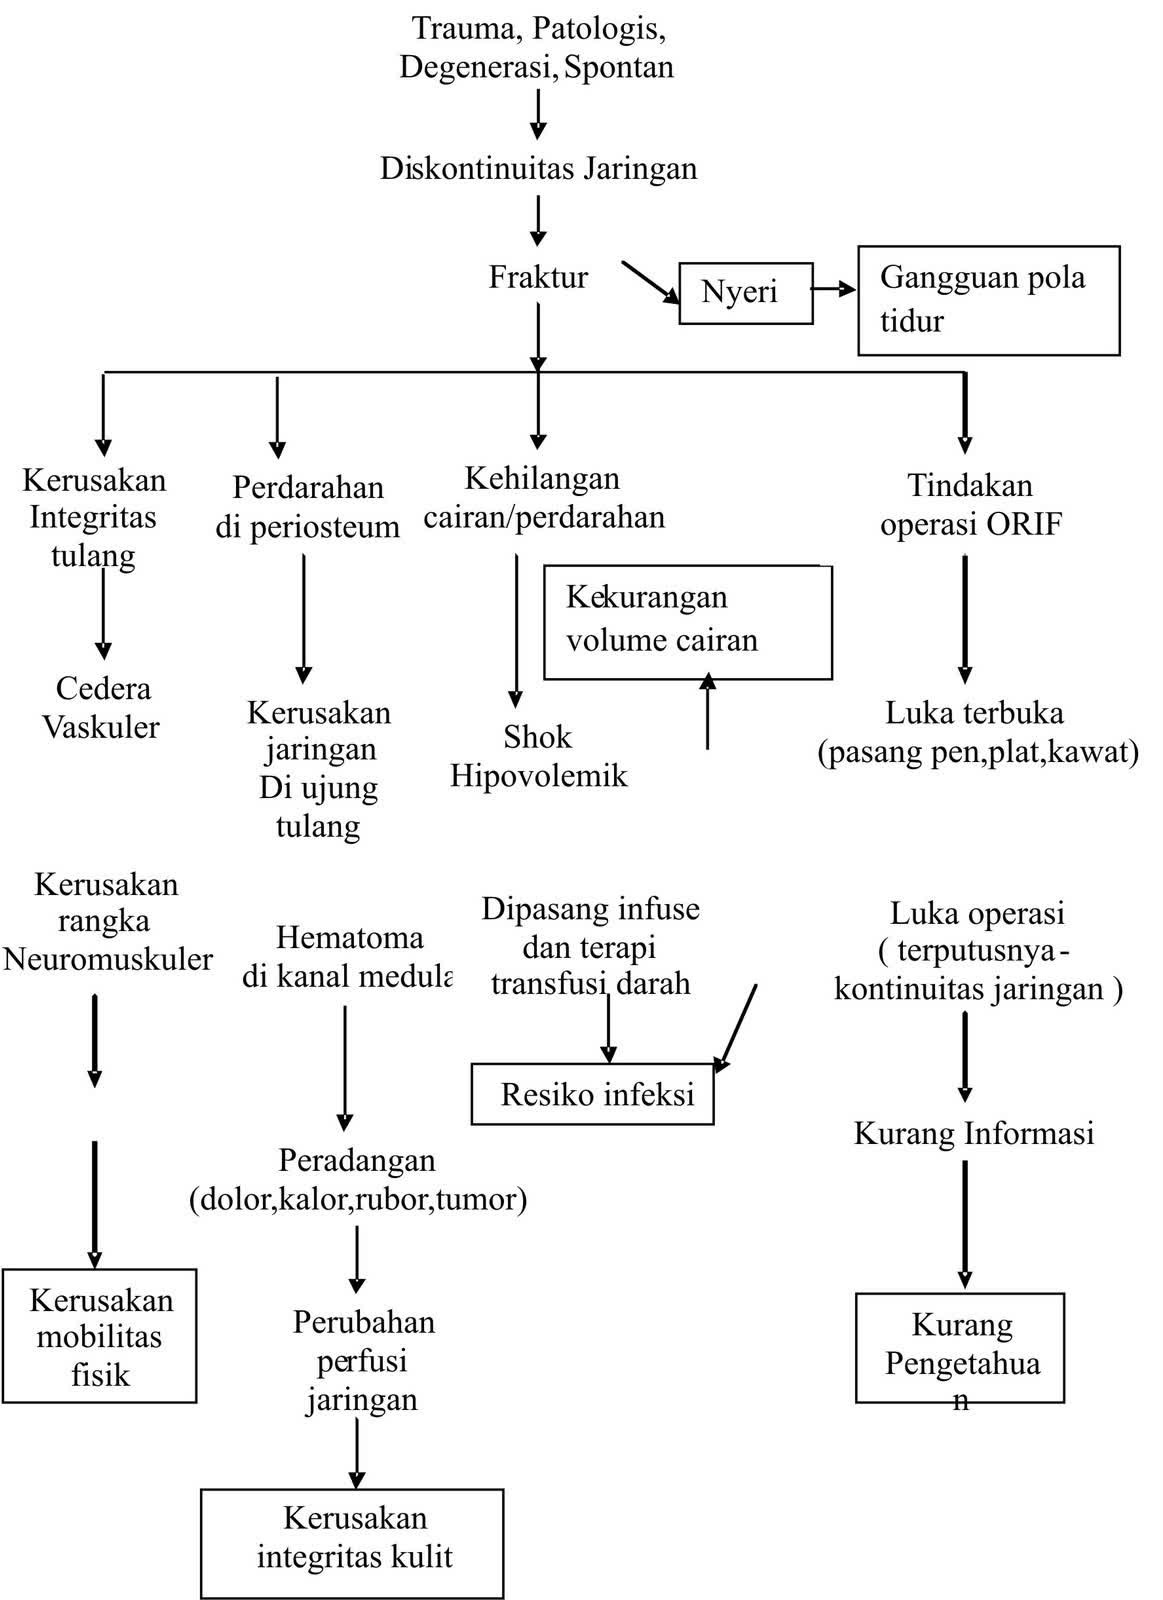 Trauma, Patologis,
Degenerasi, Spontan
Diskontinuitas Jaringan
Fraktur
Nyeri
Gangguan pola
tidur
Kerusakan
Integritas
tulang
Perdarahan
di periosteum
Kehilangan
cairan/perdarahan
Tindakan
operasi ORIF
Kekurangan
volume cairan
Cedera
Vaskuler
Kerusakan
jaringan
Di ujung
tulang
Shok
Hipovolemik
Luka terbuka
(pasang pen,plat,kawat)
Kerusakan
rangka
Neuromuskuler
Hematoma
di kanal medula
Dipasang infuse
dan terapi
transfusi darah
Luka operasi
( terputusnya-
kontinuitas jaringan )
Resiko infeksi
Kurang Informasi
Peradangan
(dolor,kalor,rubor,tumor)
Kerusakan
mobilitas
fisik
Perubahan
perfusi
jaringan
Kurang
Pengetahua
n
Kerusakan
integritas kulit